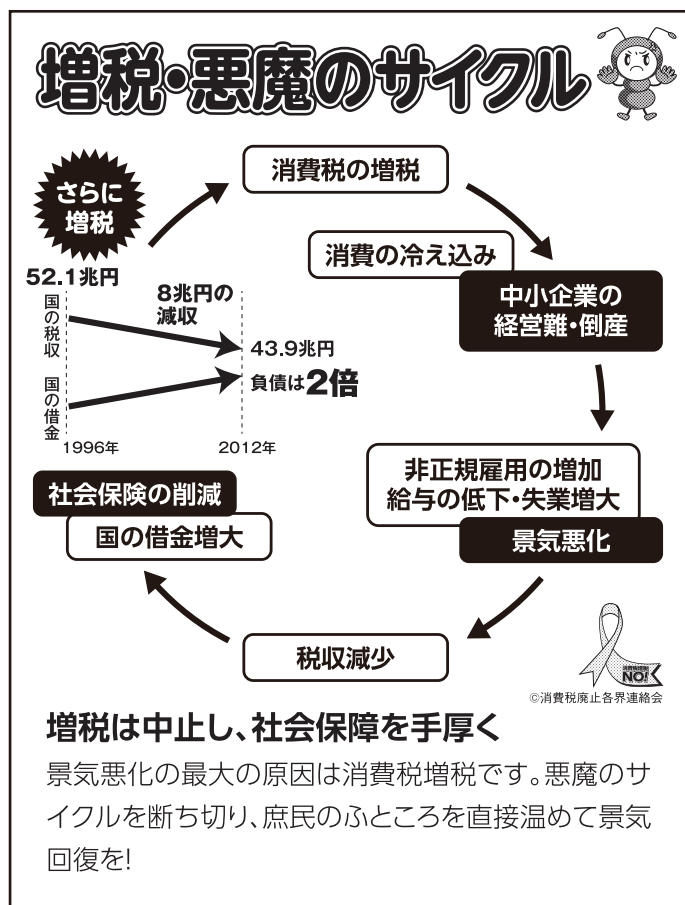 増税・悪魔のサイクル
消費税の増税
さらに
増税
消費の冷え込み
中小企業の
経営難・倒産
52.1兆円
8兆円の
減収
国の税収
43.9兆円
国の借金
負債は2倍
1996年
2012年
非正規雇用の増加
給与の低下・失業増大
景気悪化
社会保険の削減
国の借金増大
税収減少
消費税増税
NO!
©消費税廃止各界連絡会
増税は中止し、社会保障を手厚く
景気悪化の最大の原因は消費税増税です。悪魔のサ
イクルを断ち切り、庶民のふところを直接温めて景気
回復を!